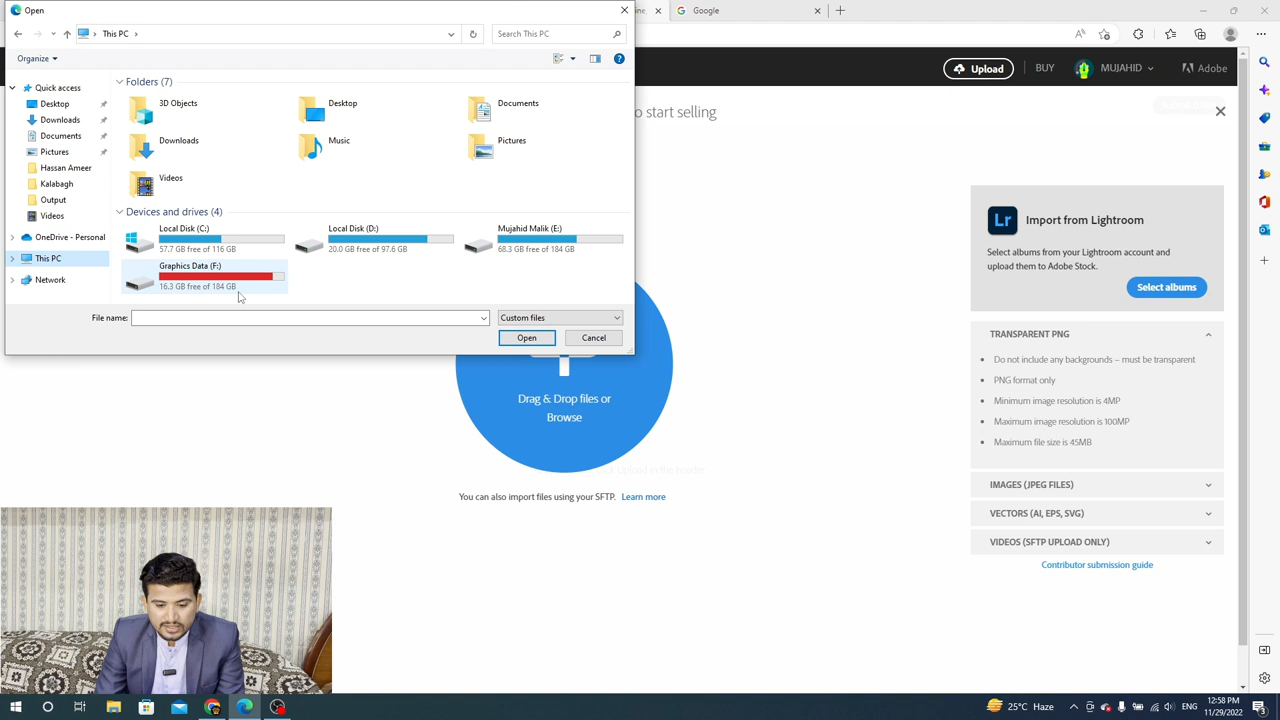 Open
Google
This PC
Search This PC
Organize
Quick access
Desktop
Downloads
Documents
Pictures
Hassan Ameer
Kalabagh
Output
Videos
OneDrive - Personal
This PC
Network
Folders (7)
3D Objects
Desktop
Documents
Downloads
Music
Pictures
Videos
Devices and drives (4)
Local Disk (C:)
57.7 GB free of 116 GB
Local Disk (D:)
20.0 GB free of 97.6 GB
Mujahid Malik (E:)
68.3 GB free of 184 GB
Graphics Data (F:)
16.3 GB free of 184 GB
File name:
Custom files
Open
Cancel
Upload
BUY
MUJAHID
Adobe
o start selling
Lr
Import from Lightroom
Select albums from your Lightroom account and
upload them to Adobe Stock.
Select albums
TRANSPARENT PNG
Do not include any backgrounds – must be transparent
PNG format only
Minimum image resolution is 4MP
Maximum image resolution is 100MP
Maximum file size is 45MB
IMAGES (JPEG FILES)
VECTORS (AI, EPS, SVG)
VIDEOS (SFTP UPLOAD ONLY)
Contributor submission guide
Drag & Drop files or
Browse
You can also import files using your SFTP. Learn more
25°C Haze
ENG
12:58 PM
11/29/2022